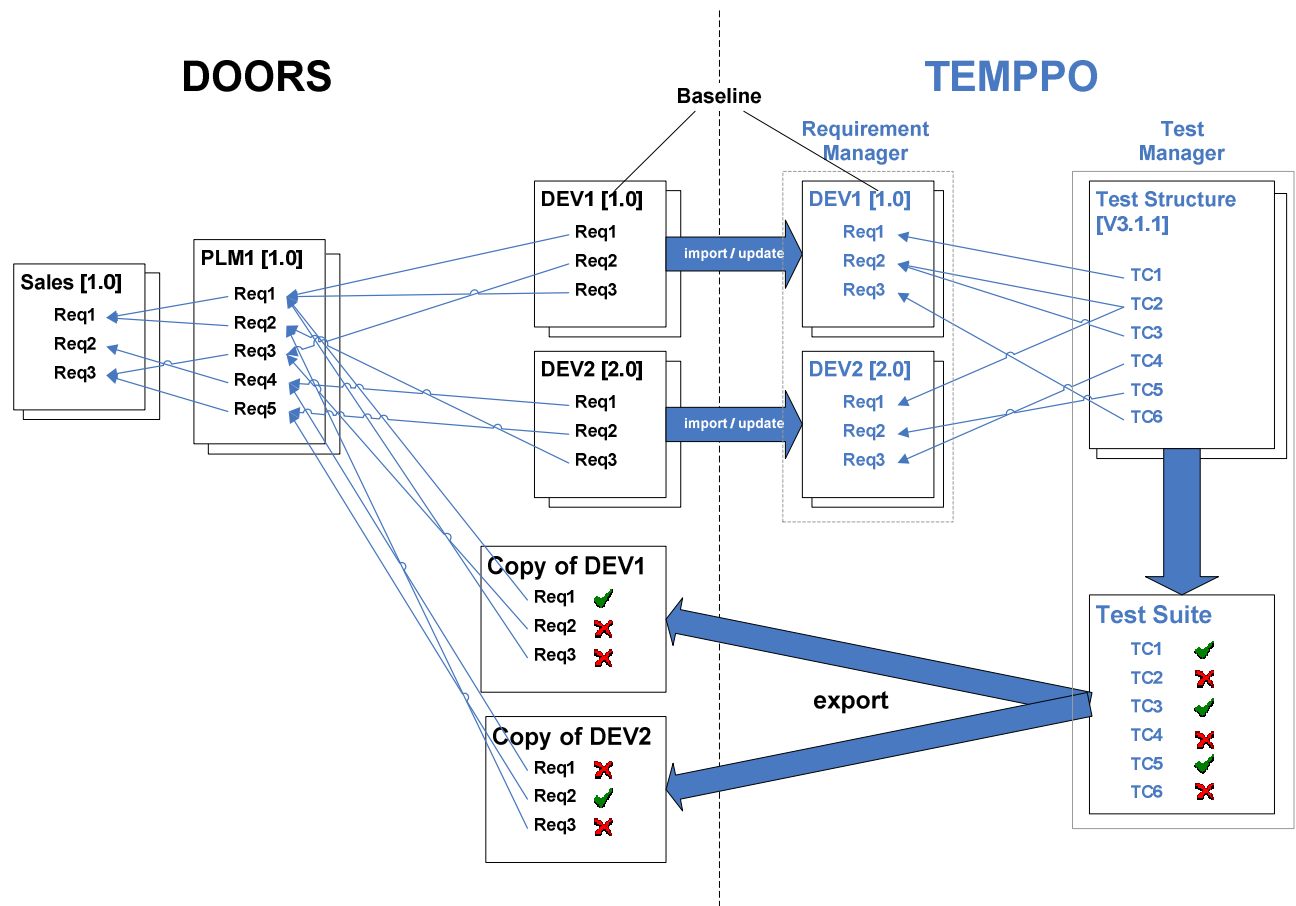 DOORS
TEMPPO
Baseline
Requirement
Manager
Test
Manager
Sales [1.0]
Req1
Req2
Req3
PLM1 [1.0]
Req1
Req2
Req3
Req4
Req5
DEV1 [1.0]
Req1
Req2
Req3
import / update
DEV1 [1.0]
Req1
Req2
Req3
DEV2 [2.0]
Req1
Req2
Req3
import / update
DEV2 [2.0]
Req1
Req2
Req3
Test Structure
[V3.1.1]
TC1
TC2
TC3
TC4
TC5
TC6
Copy of DEV1
Req1
Req2
Req3
Copy of DEV2
Req1
Req2
Req3
export
Test Suite
TC1
TC2
TC3
TC4
TC5
TC6